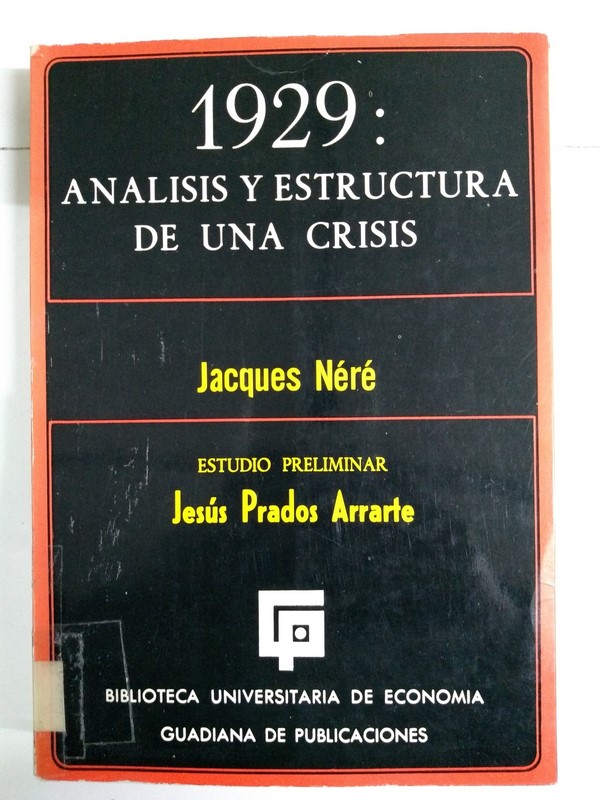 1929:
ANALISIS Y ESTRUCTURA
DE UNA CRISIS
Jacques Néré
ESTUDIO PRELIMINAR
Jesús Prados Arrarte
BIBLIOTECA UNIVERSITARIA DE ECONOMIA
GUADIANA DE PUBLICACIONES